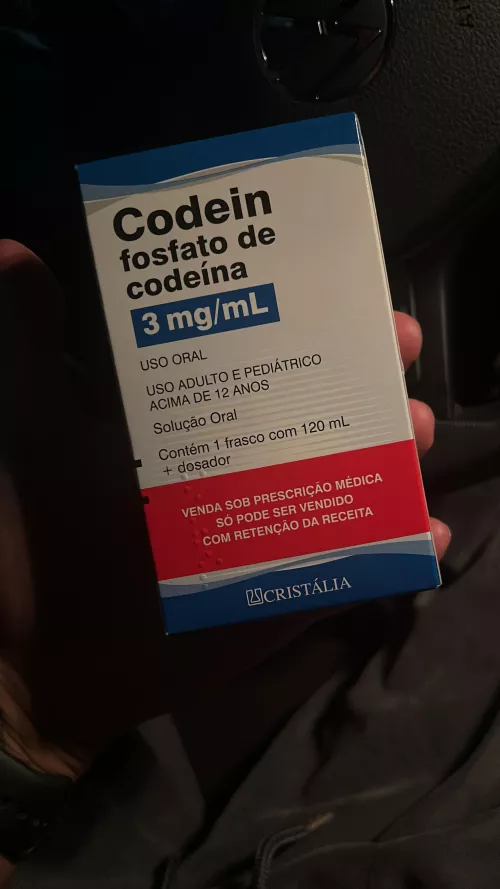 Codein
fosfato de
codeína
3 mg/mL
USO ORAL
USO ADULTO E PEDIÁTRICO
ACIMA DE 12 ANOS
Solução Oral
Contém 1 frasco com 120 mL
+ dosador
VENDA SOB PRESCRIÇÃO MÉDICA
SÓ PODE SER VENDIDO
COM RETENÇÃO DA RECEITA
CRISTÁLIA